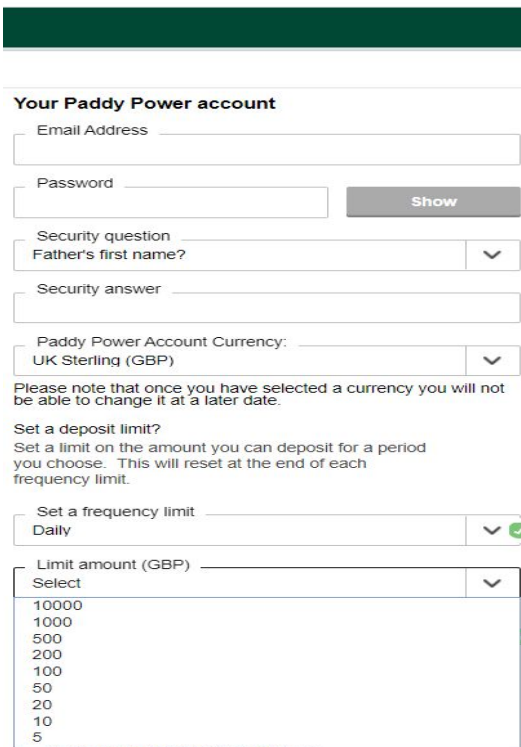 Your Paddy Power account
Email Address
Password
Show
Security question
Father's first name?
Security answer
Paddy Power Account Currency:
UK Sterling (GBP)
Please note that once you have selected a currency you will not
be able to change it at a later date.
Set a deposit limit?
Set a limit on the amount you can deposit for a period
you choose. This will reset at the end of each
frequency limit.
Set a frequency limit
Daily
Limit amount (GBP)
Select
10000
1000
500
200
100
50
20
10
5